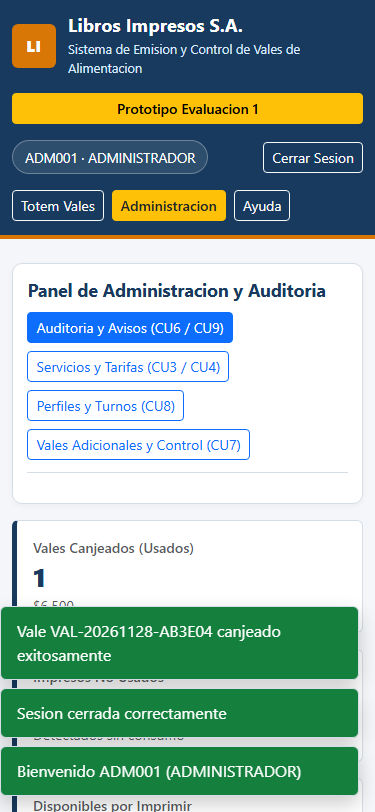 LI
Libros Impresos S.A.
Sistema de Emision y Control de Vales de
Alimentacion
Prototipo Evaluacion 1
ADM001 · ADMINISTRADOR
Cerrar Sesion
Totem Vales
Administracion
Ayuda
Panel de Administracion y Auditoria
Auditoria y Avisos (CU6 / CU9)
Servicios y Tarifas (CU3 / CU4)
Perfiles y Turnos (CU8)
Vales Adicionales y Control (CU7)
Vales Canjeados (Usados)
1
$6.500
Vale VAL-20261128-AB3E04 canjeado
exitosamente
Impresos No Usados
Sesion cerrada correctamente
Detectados sin consumo
Bienvenido ADM001 (ADMINISTRADOR)
Disponibles por Imprimir